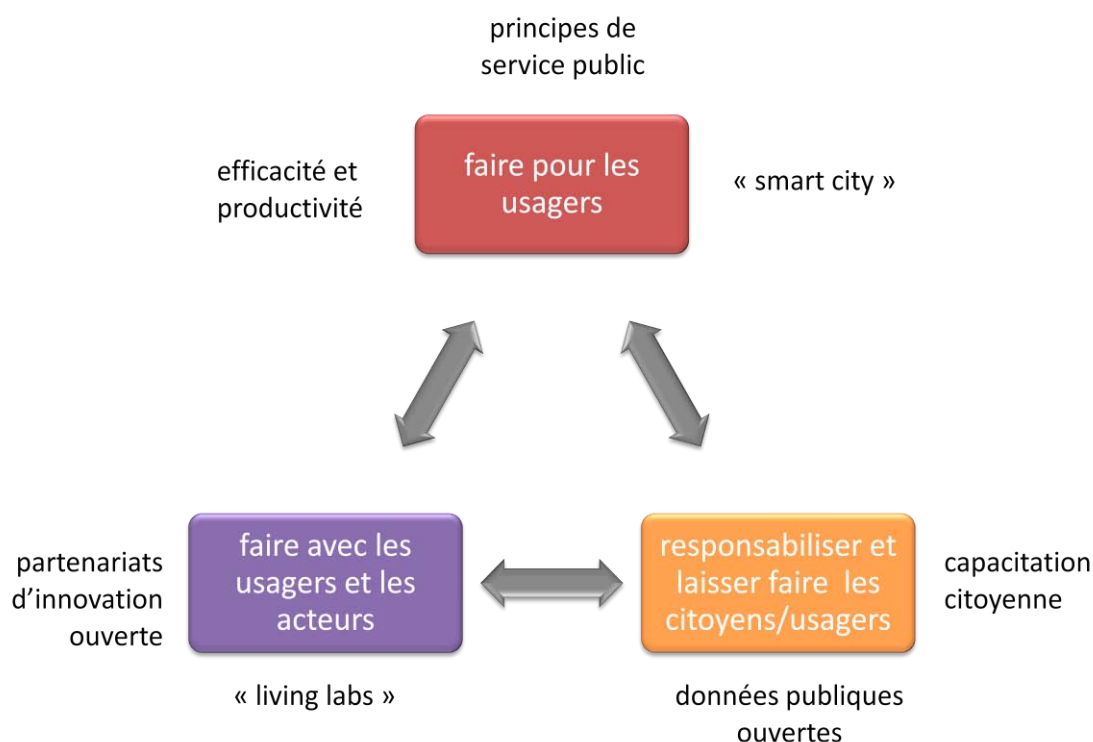 principes de
service public
efficacité et
productivité
faire pour les
usagers
« smart city »
partenariats
d’innovation
ouverte
faire avec les
usagers et les
acteurs
responsabiliser et
laisser faire les
citoyens/usagers
capacitation
citoyenne
« living labs »
données publiques
ouvertes